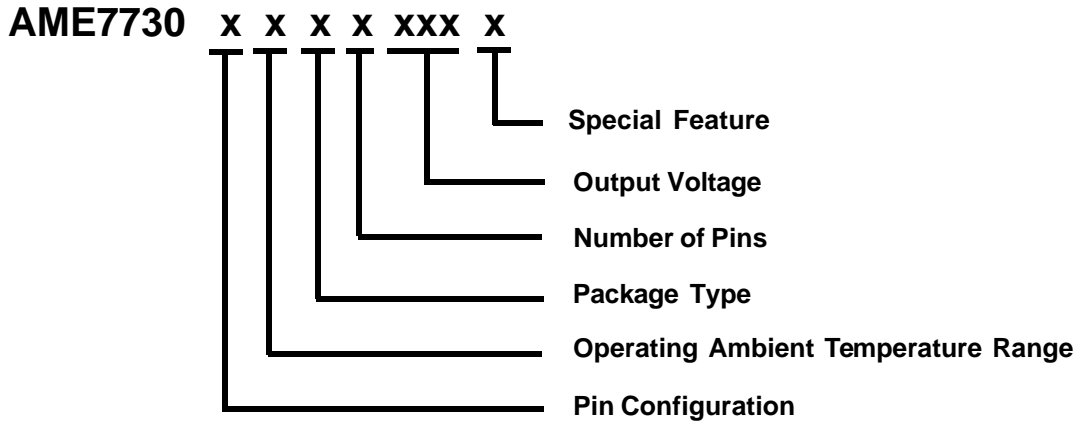 AME7730 x x x x xxx x
Special Feature
Output Voltage
Number of Pins
Package Type
Operating Ambient Temperature Range
Pin Configuration